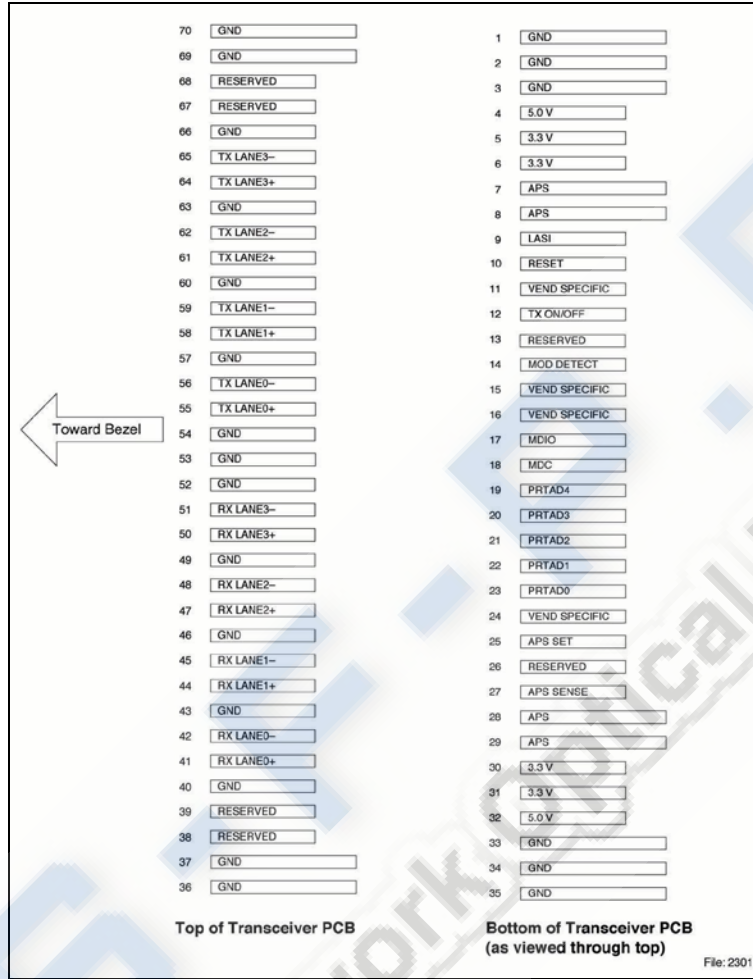 70 GND
69 GND
68 RESERVED
67 RESERVED
66 GND
65 TX LANE3–
64 TX LANE3+
63 GND
62 TX LANE2–
61 TX LANE2+
60 GND
59 TX LANE1–
58 TX LANE1+
57 GND
56 TX LANE0–
55 TX LANE0+
54 GND
53 GND
52 GND
51 RX LANE3–
50 RX LANE3+
49 GND
48 RX LANE2–
47 RX LANE2+
46 GND
45 RX LANE1–
44 RX LANE1+
43 GND
42 RX LANE0–
41 RX LANE0+
40 GND
39 RESERVED
38 RESERVED
37 GND
36 GND
Toward Bezel
Top of Transceiver PCB
1 GND
2 GND
3 GND
4 5.0 V
5 3.3 V
6 3.3 V
7 APS
8 APS
9 LASI
10 RESET
11 VEND SPECIFIC
12 TX ON/OFF
13 RESERVED
14 MOD DETECT
15 VEND SPECIFIC
16 VEND SPECIFIC
17 MDIO
18 MDC
19 PRTAD4
20 PRTAD3
21 PRTAD2
22 PRTAD1
23 PRTAD0
24 VEND SPECIFIC
25 APS SET
26 RESERVED
27 APS SENSE
28 APS
29 APS
30 3.3 V
31 3.3 V
32 5.0 V
33 GND
34 GND
35 GND
Bottom of Transceiver PCB
(as viewed through top)
File: 2301